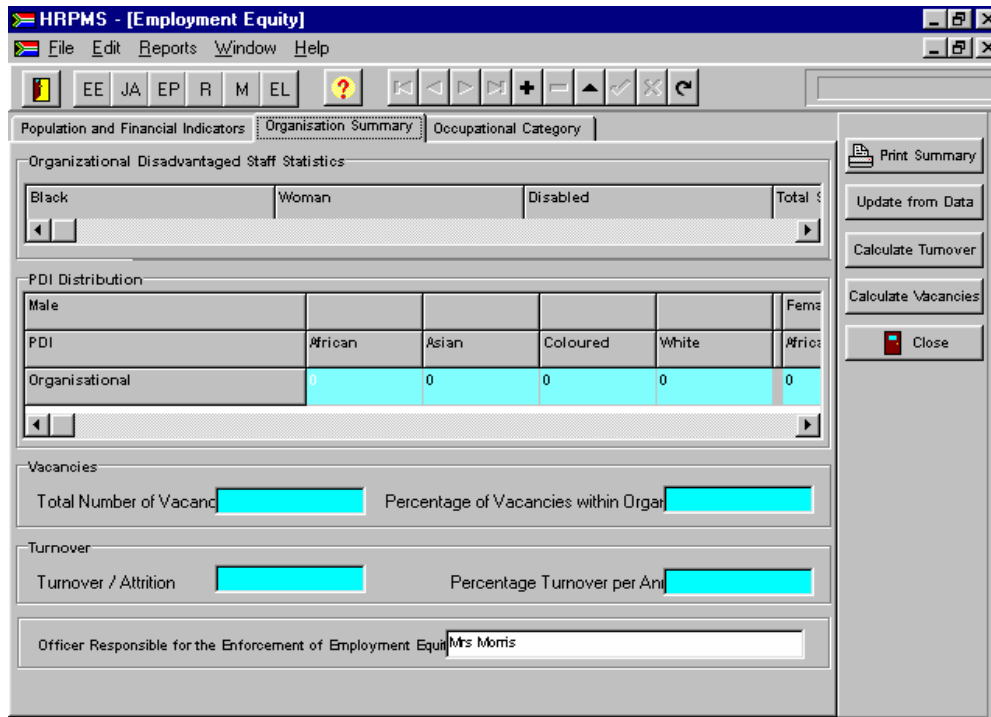 HRPMS - [Employment Equity]
File Edit Reports Window Help
EE JA EP R M EL ?
Population and Financial Indicators Organisation Summary Occupational Category
Organizational Disadvantaged Staff Statistics
Black Woman Disabled Total S
PDI Distribution
Male Fema
PDI African Asian Coloured White Africa
Organisational 0 0 0 0 0
Vacancies
Total Number of Vacanc Percentage of Vacancies within Organ
Turnover
Turnover / Attrition Percentage Turnover per Ann
Officer Responsible for the Enforcement of Employment Equit Mrs Morris
Print Summary
Update from Data
Calculate Turnover
Calculate Vacancies
Close